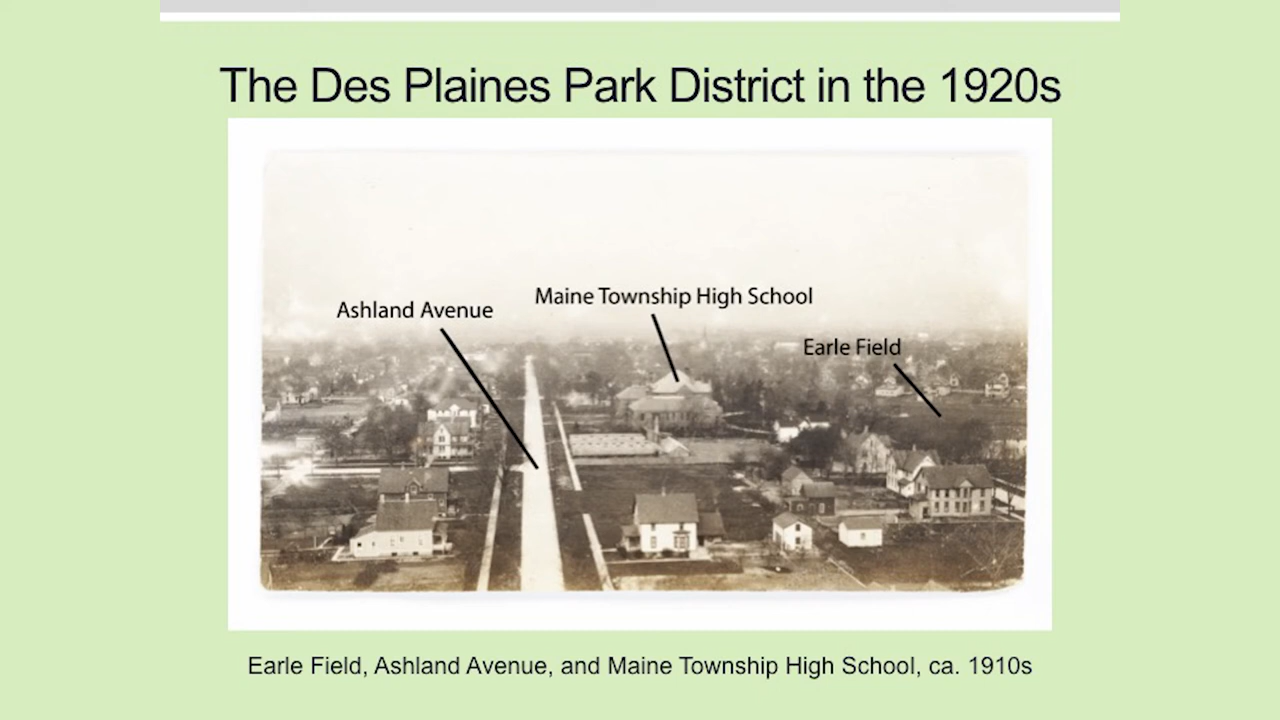 The Des Plaines Park District in the 1920s
Ashland Avenue
Maine Township High School
Earle Field
Earle Field, Ashland Avenue, and Maine Township High School, ca. 1910s